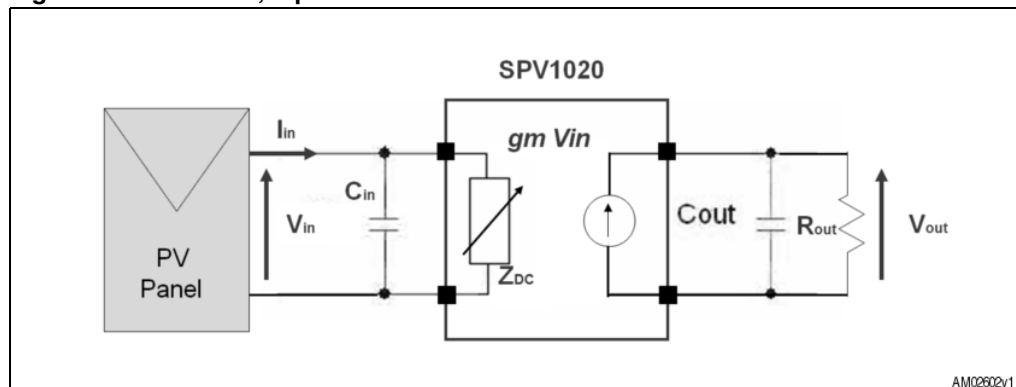 SPV1020
gm Vin
Iin
Vin
Cin
ZDC
Cout
Rout
Vout
PV
Panel
AM02602v1